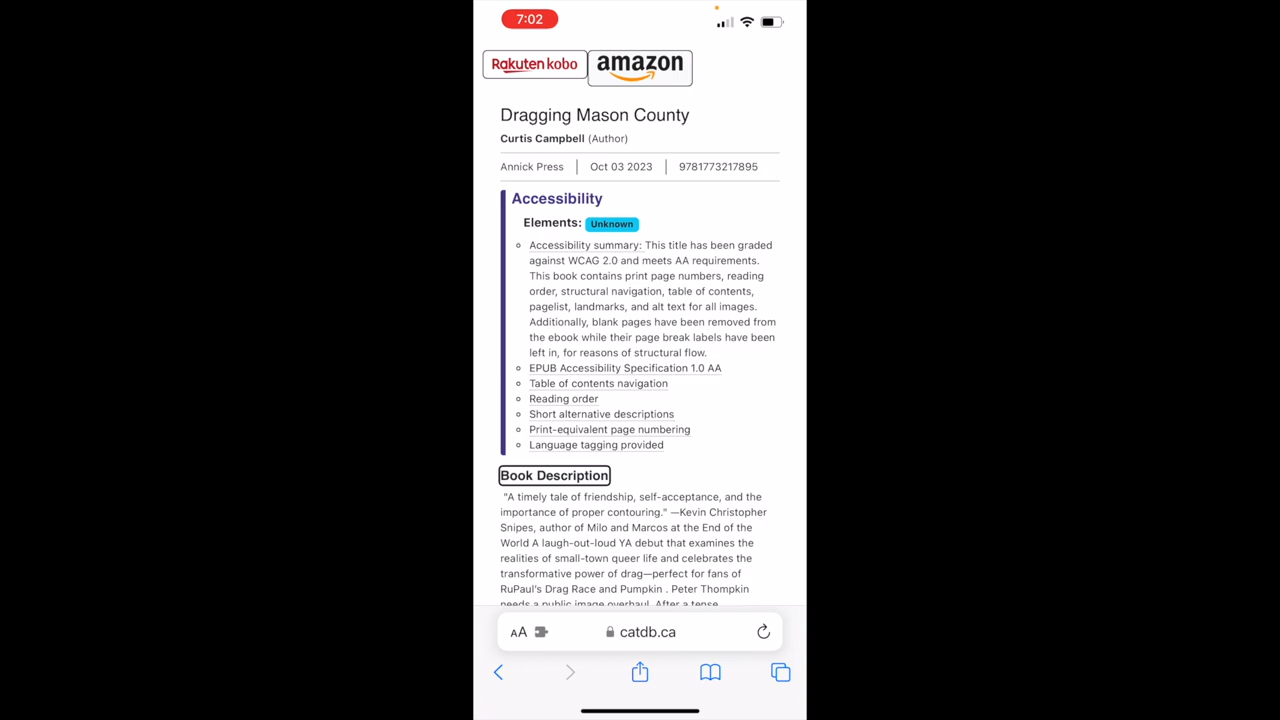 7:02
Rakuten kobo
amazon
Dragging Mason County
Curtis Campbell (Author)
Annick Press | Oct 03 2023 | 9781773217895
Accessibility
Elements: Unknown
Accessibility summary: This title has been graded
against WCAG 2.0 and meets AA requirements.
This book contains print page numbers, reading
order, structural navigation, table of contents,
pagelist, landmarks, and alt text for all images.
Additionally, blank pages have been removed from
the ebook while their page break labels have been
left in, for reasons of structural flow.
EPUB Accessibility Specification 1.0 AA
Table of contents navigation
Reading order
Short alternative descriptions
Print-equivalent page numbering
Language tagging provided
Book Description
"A timely tale of friendship, self-acceptance, and the
importance of proper contouring." —Kevin Christopher
Snipes, author of Milo and Marcos at the End of the
World A laugh-out-loud YA debut that examines the
realities of small-town queer life and celebrates the
transformative power of drag—perfect for fans of
RuPaul's Drag Race and Pumpkin . Peter Thompkin
needs a public image overhaul. After a tense
AA
catdb.ca